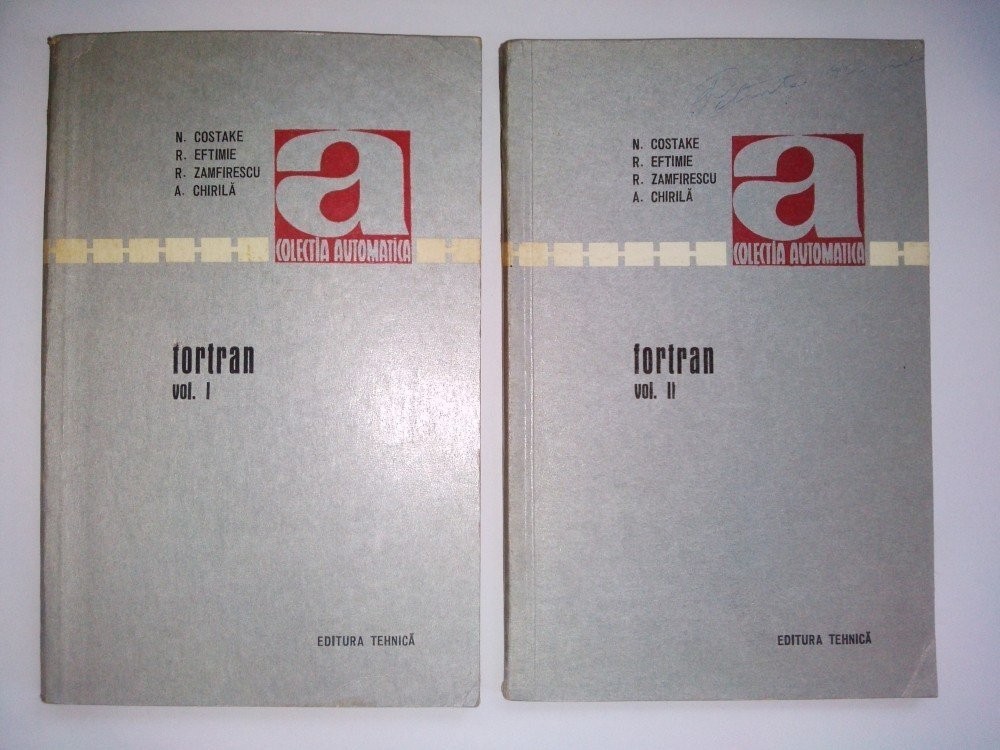 N. COSTAKE
R. EFTIMIE
R. ZAMFIRESCU
A. CHIRILĂ
a
COLECȚIA AUTOMATICA
fortran
vol. I
EDITURA TEHNICĂ
N. COSTAKE
R. EFTIMIE
R. ZAMFIRESCU
A. CHIRILĂ
a
COLECȚIA AUTOMATICA
fortran
vol. II
EDITURA TEHNICĂ